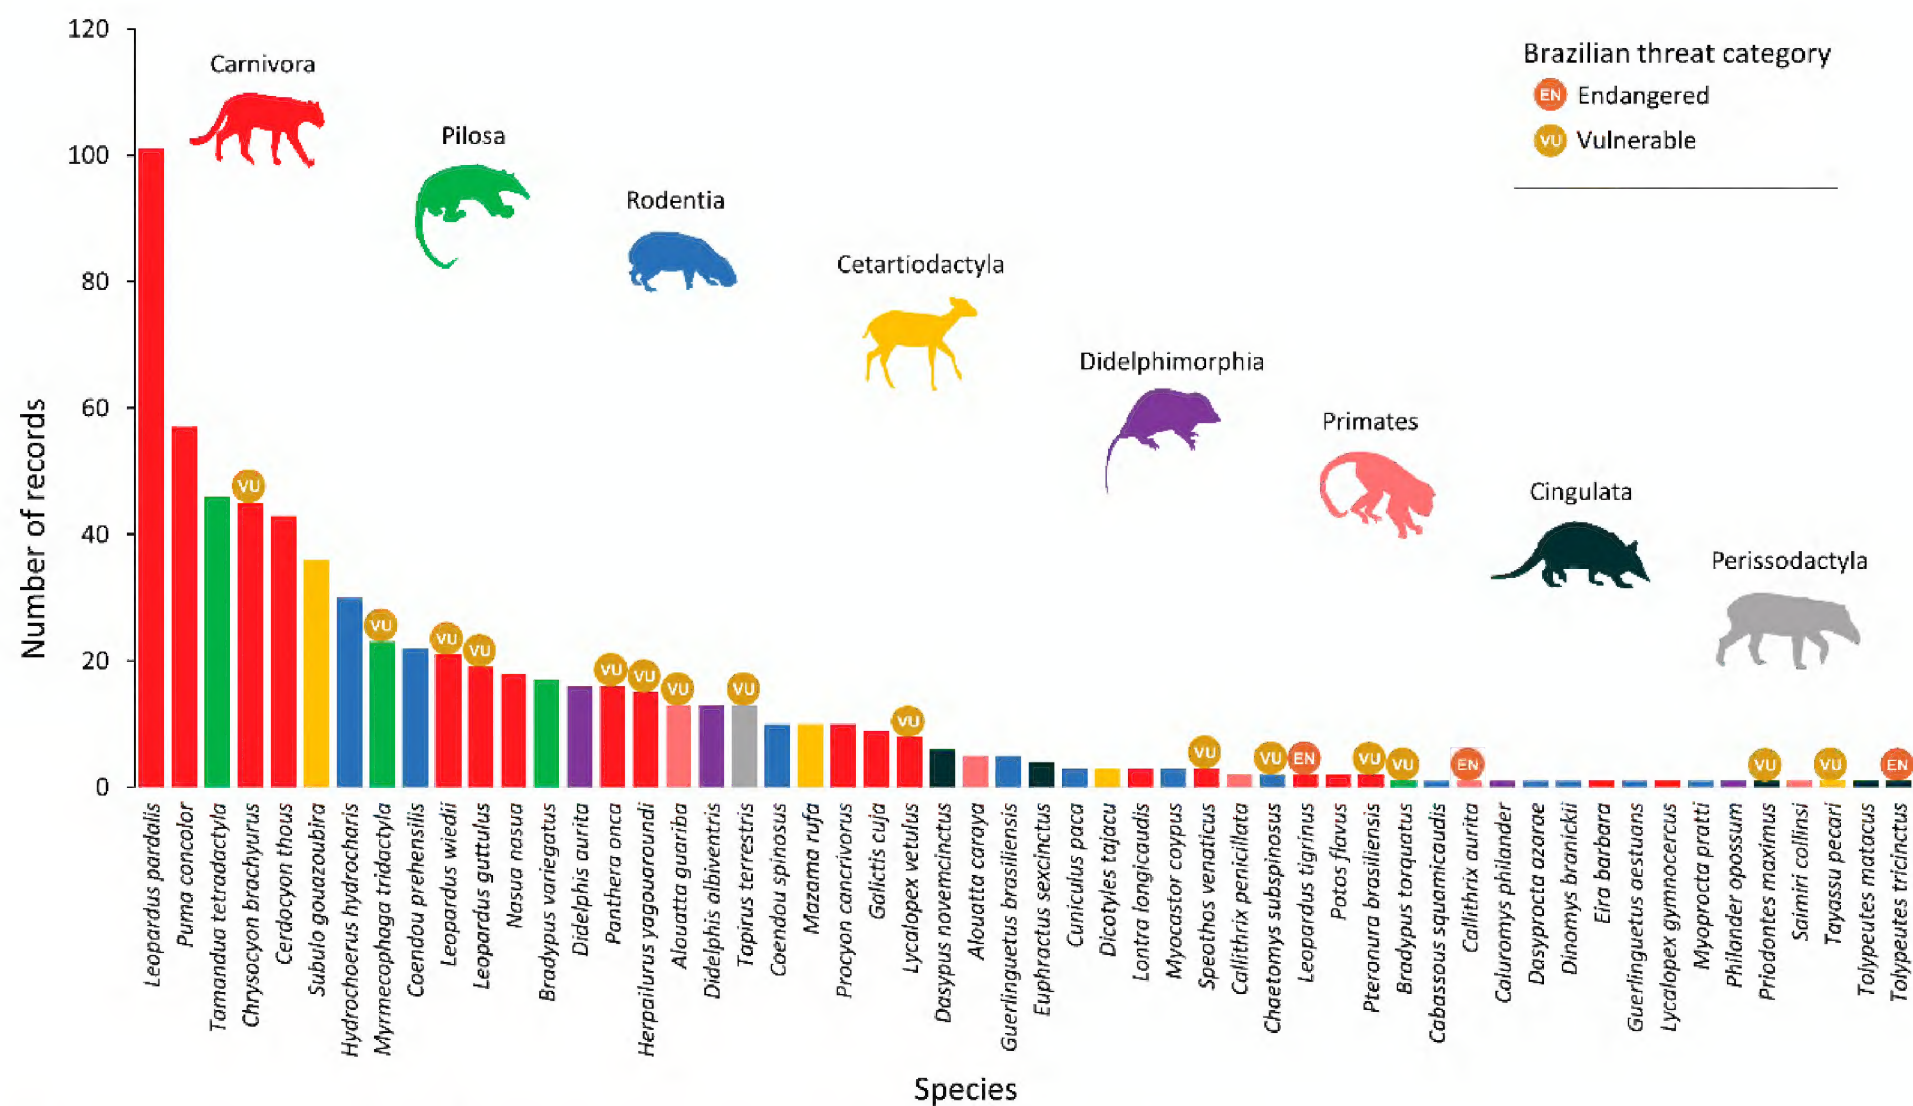 120
100
80
60
40
20
0
Number of records
Carnivora
Pilosa
Rodentia
Cetartiodactyla
Didelphimorphia
Primates
Cingulata
Perissodactyla
Brazilian threat category
EN Endangered
VU Vulnerable
VU
VU
VU
VU
VU
VU
VU
VU
VU
VU
VU
EN
VU
VU
EN
VU
VU
EN
Leopardus pardalis
Puma concolor
Tamandua tetradactyla
Chrysocyon brachyurus
Cerdocyon thous
Subulo gouazoubira
Hydrochoerus hydrocharis
Myrmecophaga tridactyla
Coendou prehensilis
Leopardus wiedii
Leopardus guttulus
Nasua nasua
Bradypus variegatus
Didelphis aurita
Panthera onca
Herpailurus yagouaroundi
Alouatta guariba
Didelphis albiventris
Tapirus terrestris
Coendou spinosus
Mazama rufa
Procyon cancrivorus
Galictis cuja
Lycalopex vetulus
Dasypus novemcinctus
Alouatta caraya
Guerlinguetus brasiliensis
Euphractus sexcinctus
Cuniculus paca
Dicotyles tajacu
Lontra longicaudis
Myocastor coypus
Speothos venaticus
Callithrix penicillata
Chaetomys subspinosus
Leopardus tigrinus
Potos flavus
Pteronura brasiliensis
Bradypus torquatus
Cabassous squamicaudis
Callithrix aurita
Caluromys philander
Dasyprocta azarae
Dinomys branickii
Eira barbara
Guerlinguetus aestuans
Lycalopex gymnocercus
Myoprocta pratti
Philander opossum
Priodontes maximus
Saimiri collinsi
Tayassu pecari
Tolypeutes matacus
Tolypeutes tricinctus
Species